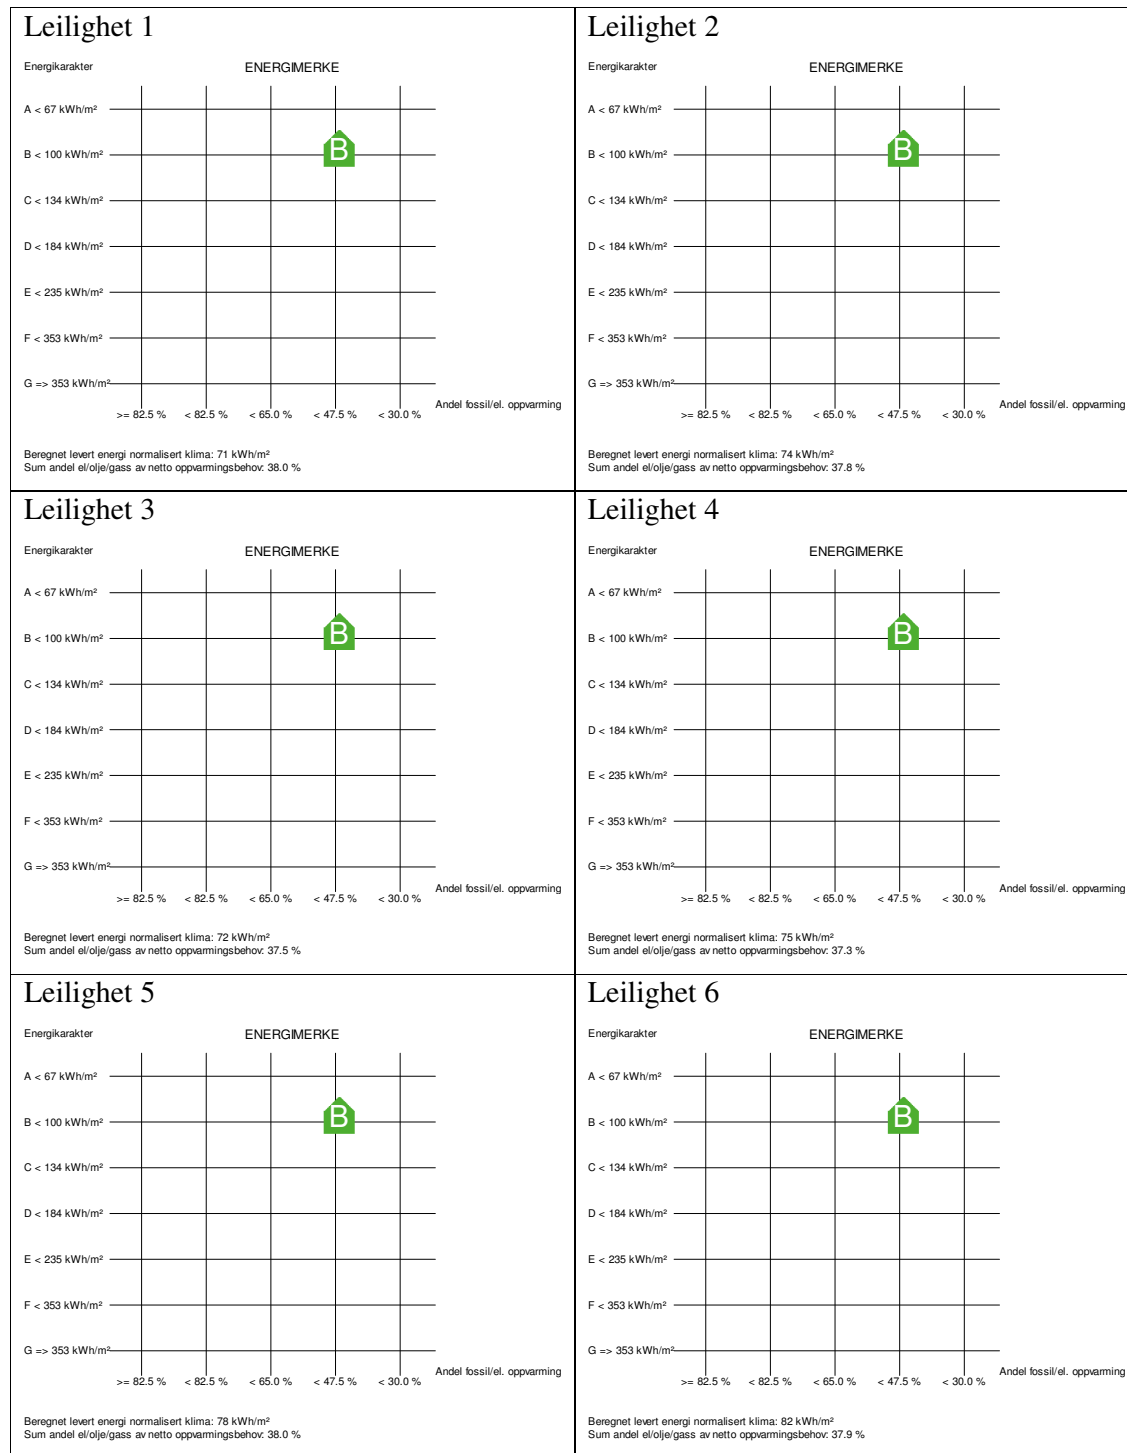 Leilighet 1
Energikarakter
ENERGIMERKE
A < 67 kWh/m²
B < 100 kWh/m²
B
C < 134 kWh/m²
D < 184 kWh/m²
E < 235 kWh/m²
F < 353 kWh/m²
G => 353 kWh/m²
Andel fossil/el. oppvarming
>= 82.5 % < 82.5 % < 65.0 % < 47.5 % < 30.0 %
Beregnet levert energi normalisert klima: 71 kWh/m²
Sum andel el/olje/gass av netto oppvarmingsbehov: 38.0 %
Leilighet 2
Energikarakter
ENERGIMERKE
A < 67 kWh/m²
B < 100 kWh/m²
B
C < 134 kWh/m²
D < 184 kWh/m²
E < 235 kWh/m²
F < 353 kWh/m²
G => 353 kWh/m²
Andel fossil/el. oppvarming
>= 82.5 % < 82.5 % < 65.0 % < 47.5 % < 30.0 %
Beregnet levert energi normalisert klima: 74 kWh/m²
Sum andel el/olje/gass av netto oppvarmingsbehov: 37.8 %
Leilighet 3
Energikarakter
ENERGIMERKE
A < 67 kWh/m²
B < 100 kWh/m²
B
C < 134 kWh/m²
D < 184 kWh/m²
E < 235 kWh/m²
F < 353 kWh/m²
G => 353 kWh/m²
Andel fossil/el. oppvarming
>= 82.5 % < 82.5 % < 65.0 % < 47.5 % < 30.0 %
Beregnet levert energi normalisert klima: 72 kWh/m²
Sum andel el/olje/gass av netto oppvarmingsbehov: 37.5 %
Leilighet 4
Energikarakter
ENERGIMERKE
A < 67 kWh/m²
B < 100 kWh/m²
B
C < 134 kWh/m²
D < 184 kWh/m²
E < 235 kWh/m²
F < 353 kWh/m²
G => 353 kWh/m²
Andel fossil/el. oppvarming
>= 82.5 % < 82.5 % < 65.0 % < 47.5 % < 30.0 %
Beregnet levert energi normalisert klima: 75 kWh/m²
Sum andel el/olje/gass av netto oppvarmingsbehov: 37.3 %
Leilighet 5
Energikarakter
ENERGIMERKE
A < 67 kWh/m²
B < 100 kWh/m²
B
C < 134 kWh/m²
D < 184 kWh/m²
E < 235 kWh/m²
F < 353 kWh/m²
G => 353 kWh/m²
Andel fossil/el. oppvarming
>= 82.5 % < 82.5 % < 65.0 % < 47.5 % < 30.0 %
Beregnet levert energi normalisert klima: 78 kWh/m²
Sum andel el/olje/gass av netto oppvarmingsbehov: 38.0 %
Leilighet 6
Energikarakter
ENERGIMERKE
A < 67 kWh/m²
B < 100 kWh/m²
B
C < 134 kWh/m²
D < 184 kWh/m²
E < 235 kWh/m²
F < 353 kWh/m²
G => 353 kWh/m²
Andel fossil/el. oppvarming
>= 82.5 % < 82.5 % < 65.0 % < 47.5 % < 30.0 %
Beregnet levert energi normalisert klima: 82 kWh/m²
Sum andel el/olje/gass av netto oppvarmingsbehov: 37.9 %